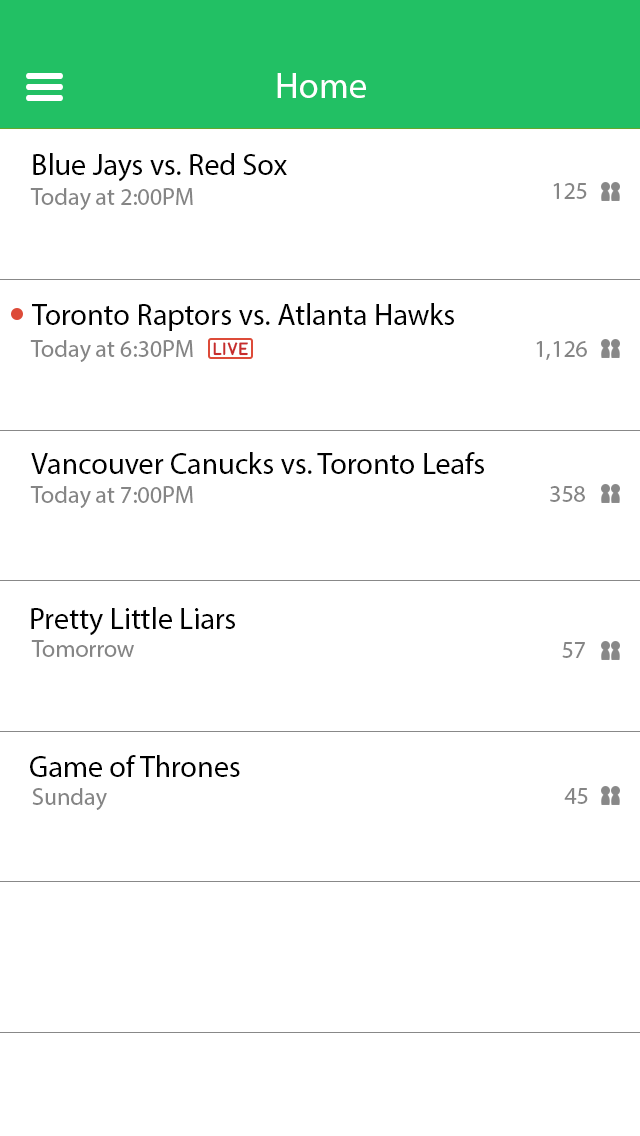 Home
Blue Jays vs. Red Sox
Today at 2:00PM
125
Toronto Raptors vs. Atlanta Hawks
Today at 6:30PM LIVE
1,126
Vancouver Canucks vs. Toronto Leafs
Today at 7:00PM
358
Pretty Little Liars
Tomorrow
57
Game of Thrones
Sunday
45